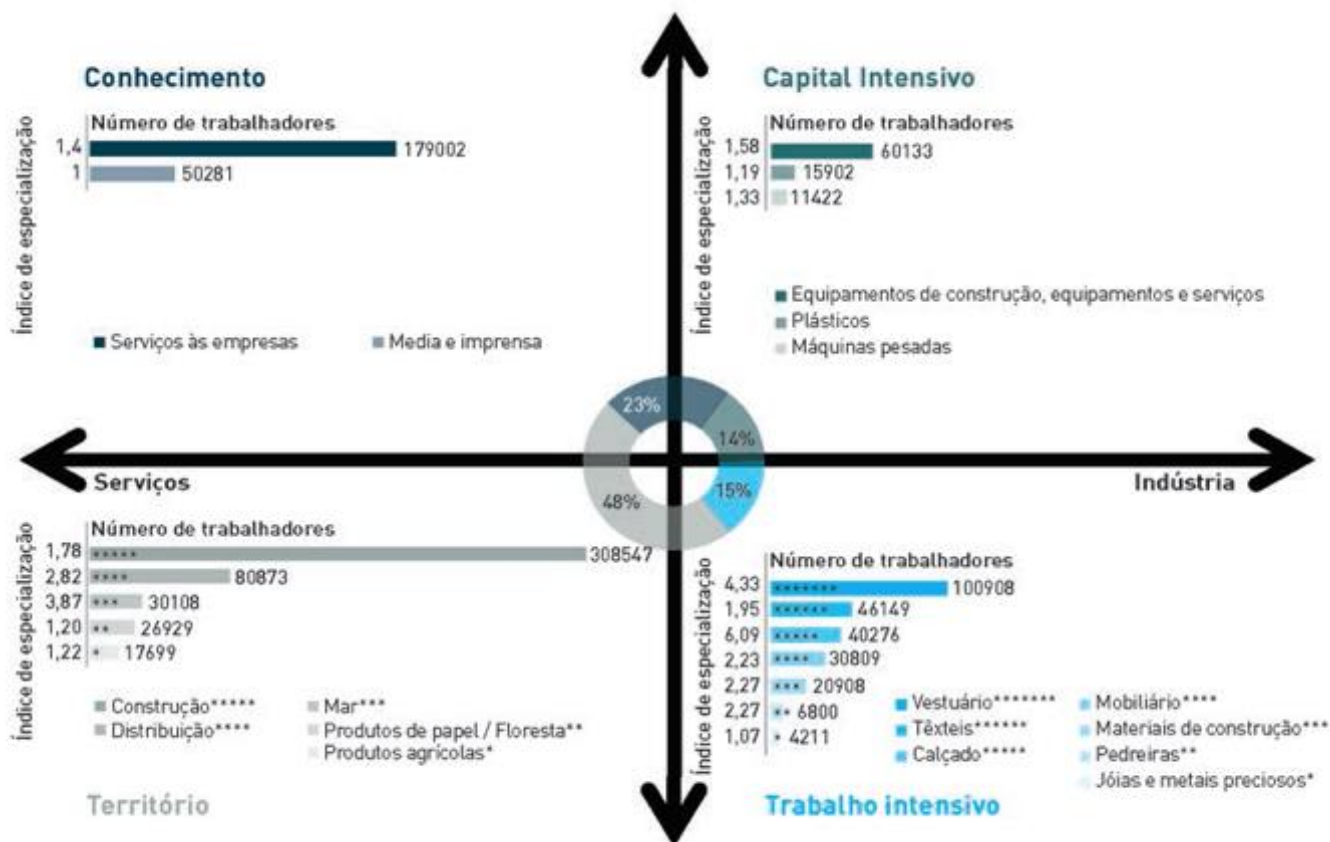 Conhecimento
Índice de especialização
Número de trabalhadores
1,4 179002
1 50281
Serviços às empresas Media e imprensa
Capital Intensivo
Índice de especialização
Número de trabalhadores
1,58 60133
1,19 15902
1,33 11422
Equipamentos de construção, equipamentos e serviços
Plásticos
Máquinas pesadas
23%
14%
48%
15%
Serviços
Indústria
Índice de especialização
Número de trabalhadores
1,78 ***** 308547
2,82 **** 80873
3,87 *** 30108
1,20 ** 26929
1,22 * 17699
Construção***** Mar***
Distribuição**** Produtos de papel / Floresta**
Produtos agrícolas*
Território
Índice de especialização
Número de trabalhadores
4,33 ******* 100908
1,95 ****** 46149
6,09 ***** 40276
2,23 **** 30809
2,27 *** 20908
2,27 ** 6800
1,07 * 4211
Vestuário******* Mobiliário****
Têxteis****** Materiais de construção***
Calçado***** Pedreiras**
Jóias e metais preciosos*
Trabalho intensivo